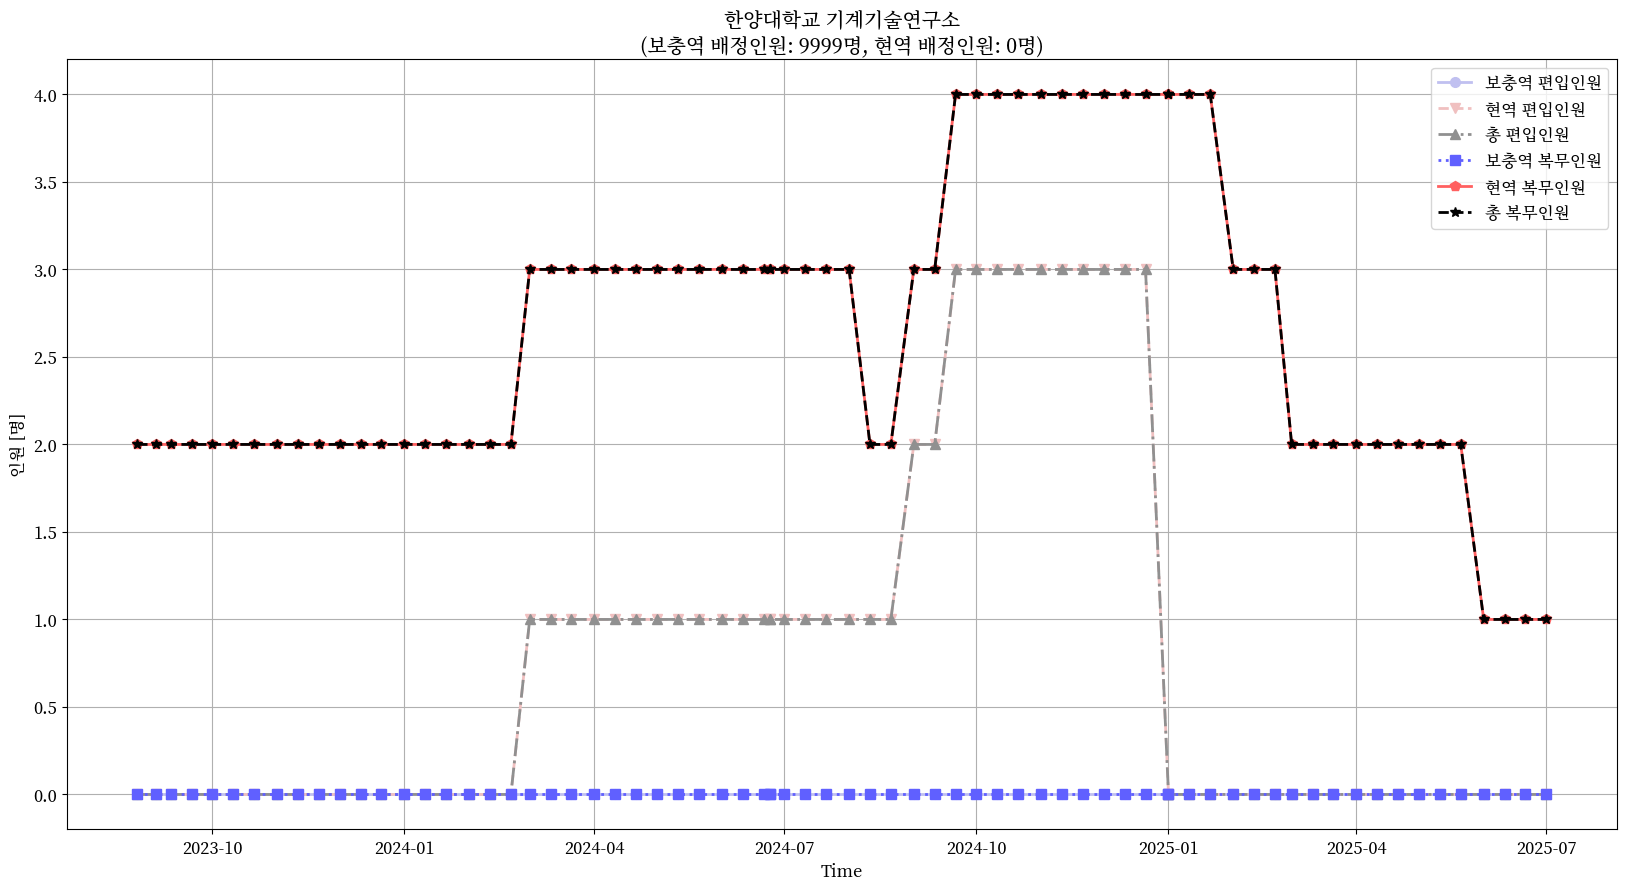 한양대학교 기계기술연구소
(보충역 배정인원: 9999명, 현역 배정인원: 0명)
보충역 편입인원
현역 편입인원
총 편입인원
보충역 복무인원
현역 복무인원
총 복무인원
4.0
3.5
3.0
2.5
2.0
1.5
1.0
0.5
0.0
인원 [명]
2023-10
2024-01
2024-04
2024-07
2024-10
2025-01
2025-04
2025-07
Time